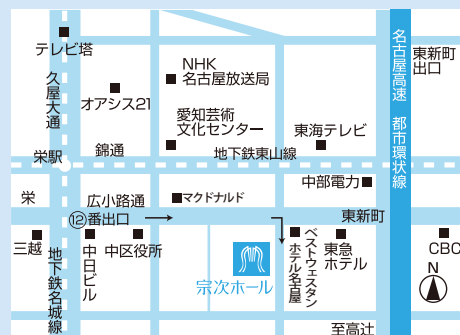 テレビ塔
久屋大通
オアシス21
NHK
名古屋放送局
愛知芸術
文化センター
東海テレビ
名古屋高速 都市環状線
東新町
出口
栄駅
錦通
地下鉄東山線
中部電力
栄
広小路通
マクドナルド
⑫番出口
東新町
三越
地下鉄名城線
中日ビル
中区役所
宗次ホール
ベストウェスタン
ホテル名古屋
東急
ホテル
CBC
N
至高辻